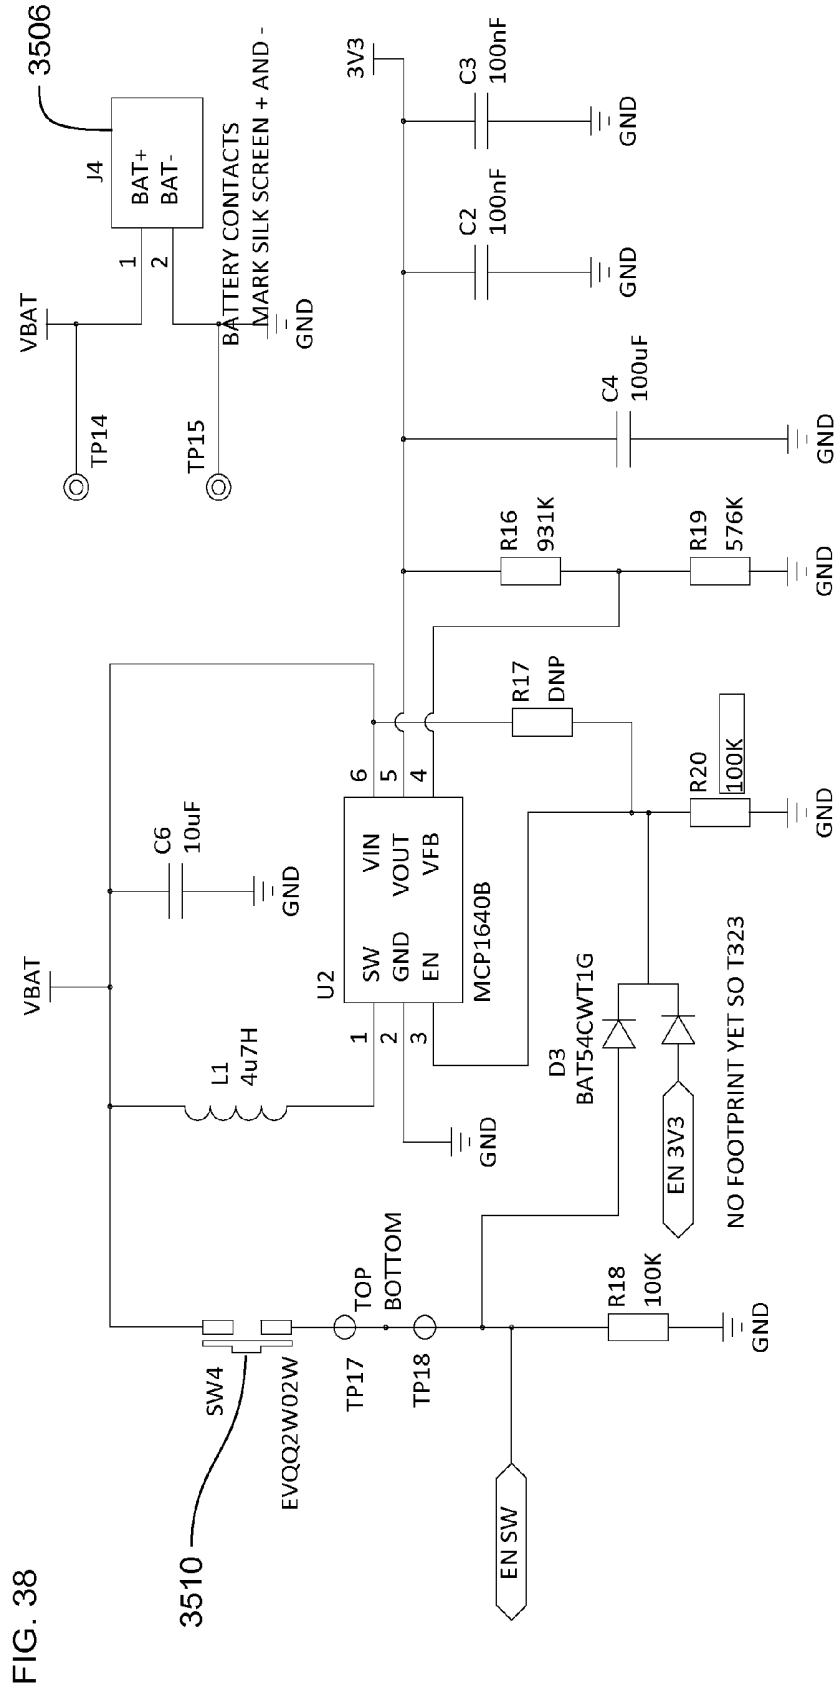 FIG. 38
3510
SW4
EVQQ2W02W
TP17
TOP
BOTTOM
TP18
EN SW
R18
100K
GND
VBAT
L1
4u7H
C6
10uF
GND
U2
1
2
3
SW
GND
EN
VIN
VOUT
VFB
6
5
4
MCP1640B
GND
D3
BAT54CWT1G
EN 3V3
NO FOOTPRINT YET SO T323
R17
DNP
R20
100K
GND
R16
931K
R19
576K
GND
C4
100uF
GND
C2
100nF
GND
C3
100nF
GND
3V3
VBAT
TP14
TP15
1
2
J4
BAT+
BAT-
3506
BATTERY CONTACTS
MARK SILK SCREEN + AND -
GND